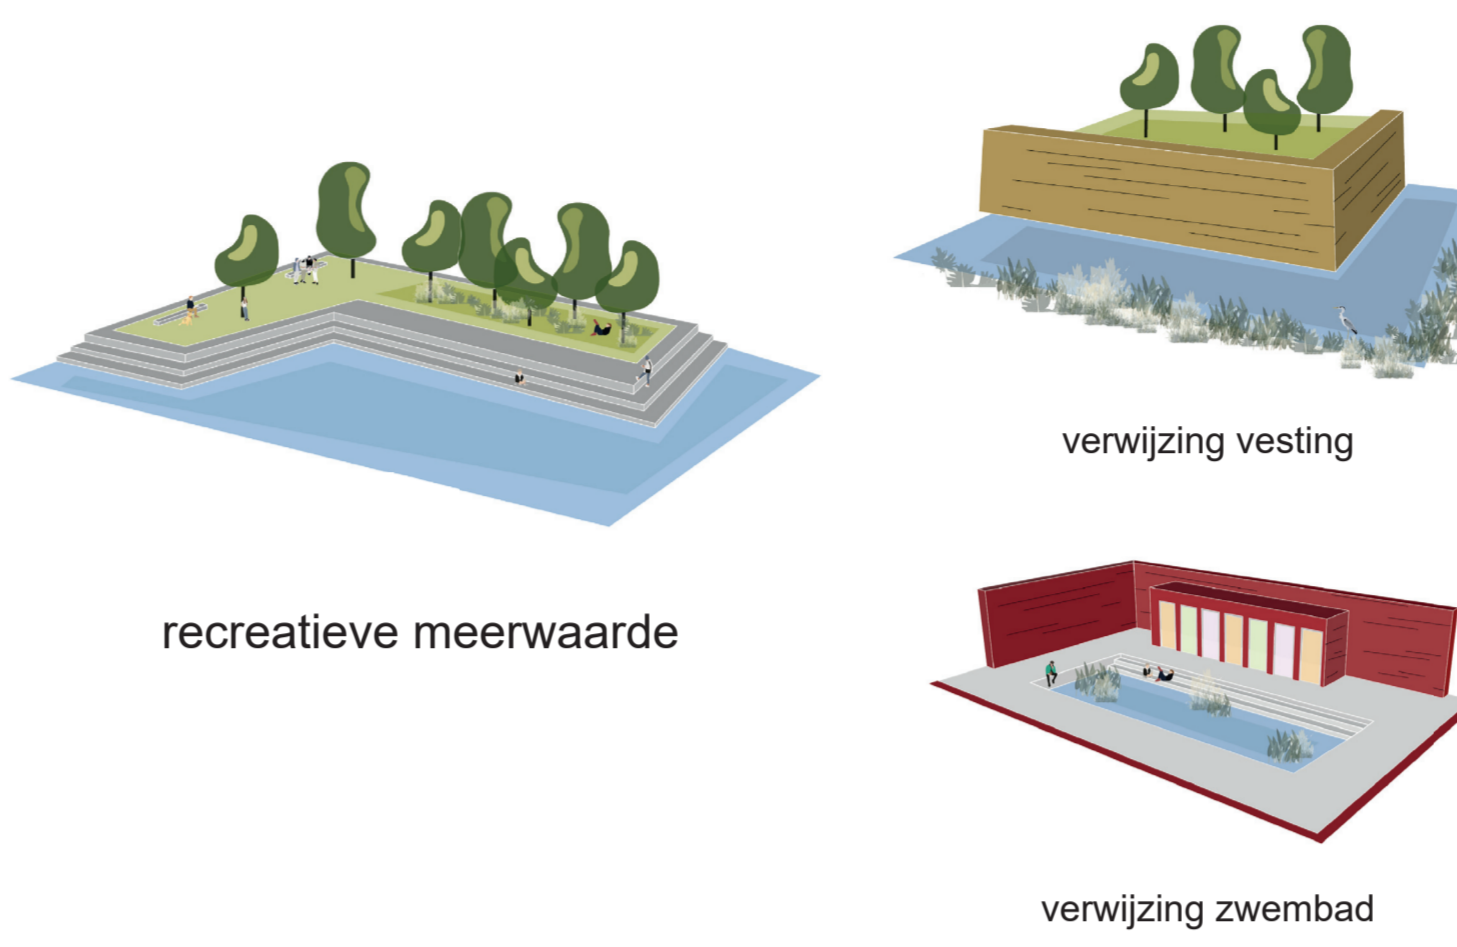 recreatieve meerwaarde
verwijzing vesting
verwijzing zwembad